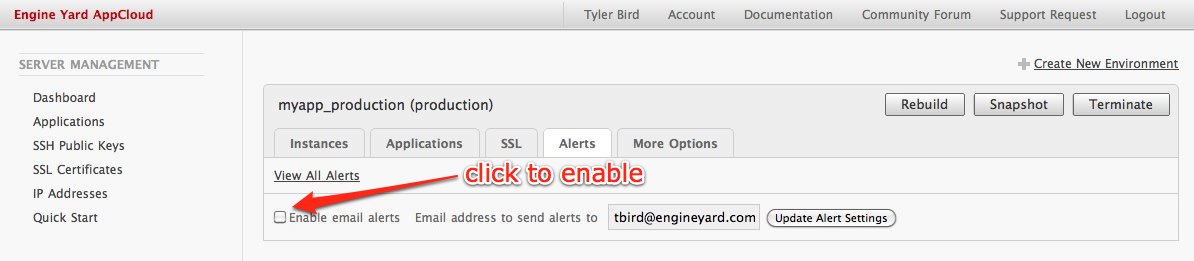 Engine Yard AppCloud
Tyler Bird Account Documentation Community Forum Support Request Logout
SERVER MANAGEMENT
Dashboard
Applications
SSH Public Keys
SSL Certificates
IP Addresses
Quick Start
Create New Environment
myapp_production (production)
Rebuild Snapshot Terminate
Instances Applications SSL Alerts More Options
View All Alerts
click to enable
Enable email alerts Email address to send alerts to tbird@engineyard.com Update Alert Settings